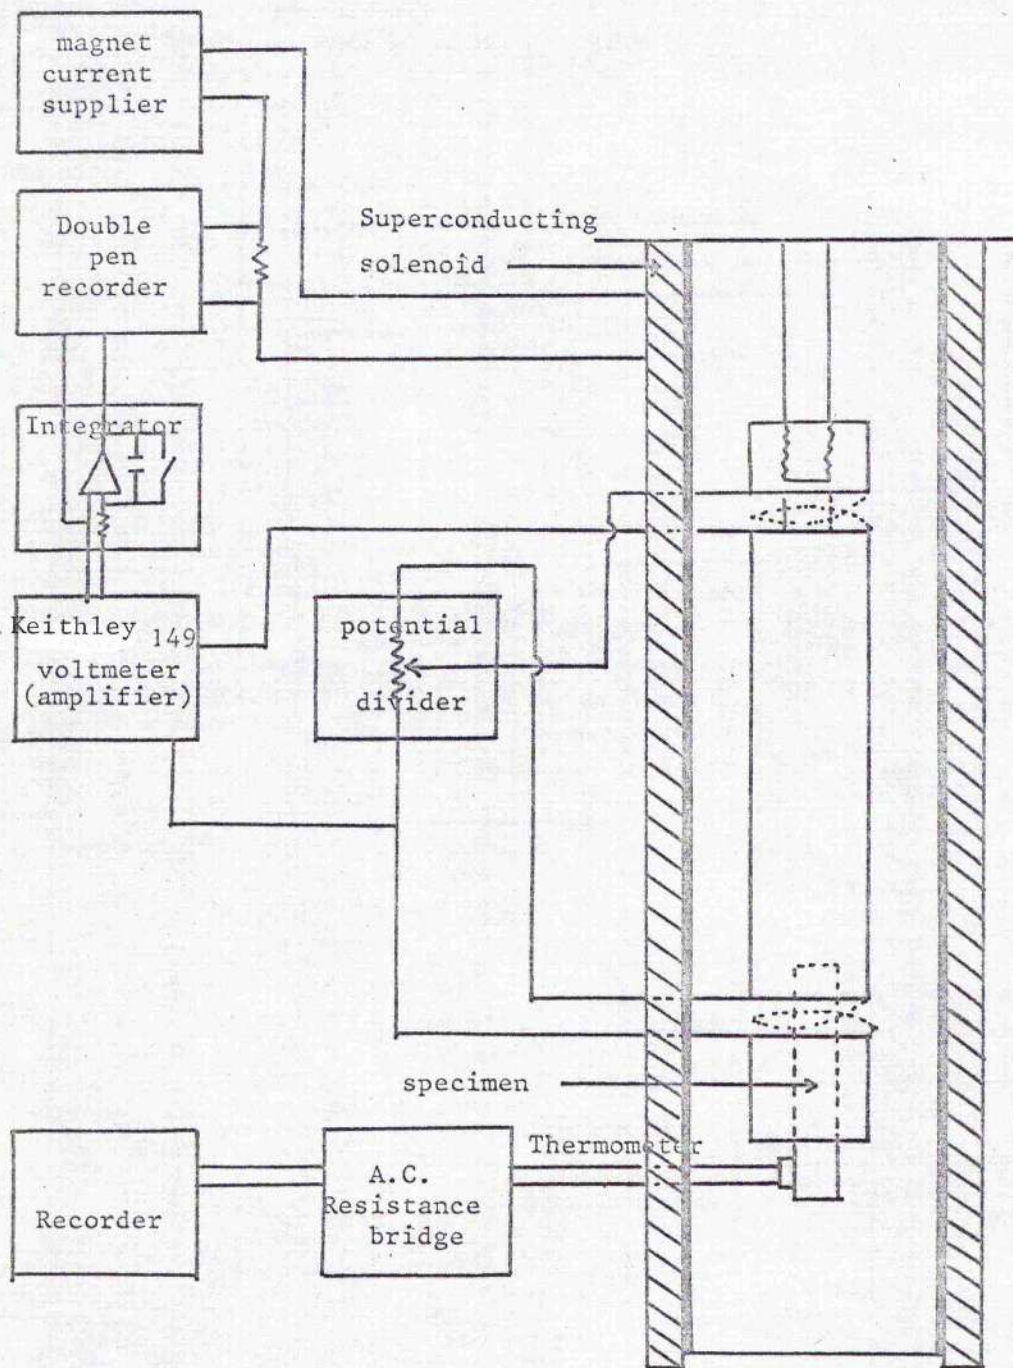 magnet
current
supplier
Double
pen
recorder
Superconducting
solenoid
Integrator
Keithley 149
voltmeter
(amplifier)
potential
divider
specimen
Thermometer
A.C.
Resistance
bridge
Recorder